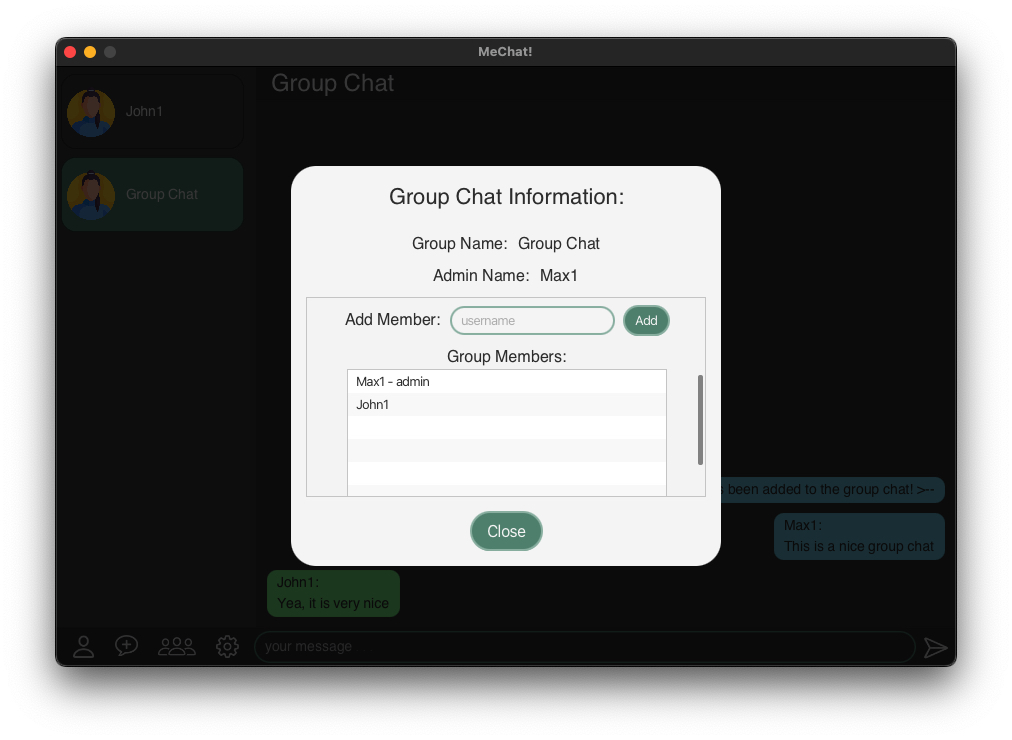 MeChat!
John1
Group Chat
Group Chat
Group Chat Information:
Group Name: Group Chat
Admin Name: Max1
Add Member: username Add
Group Members:
Max1 - admin
John1
Close
been added to the group chat! >--
Max1:
This is a nice group chat
John1:
Yea, it is very nice
your message